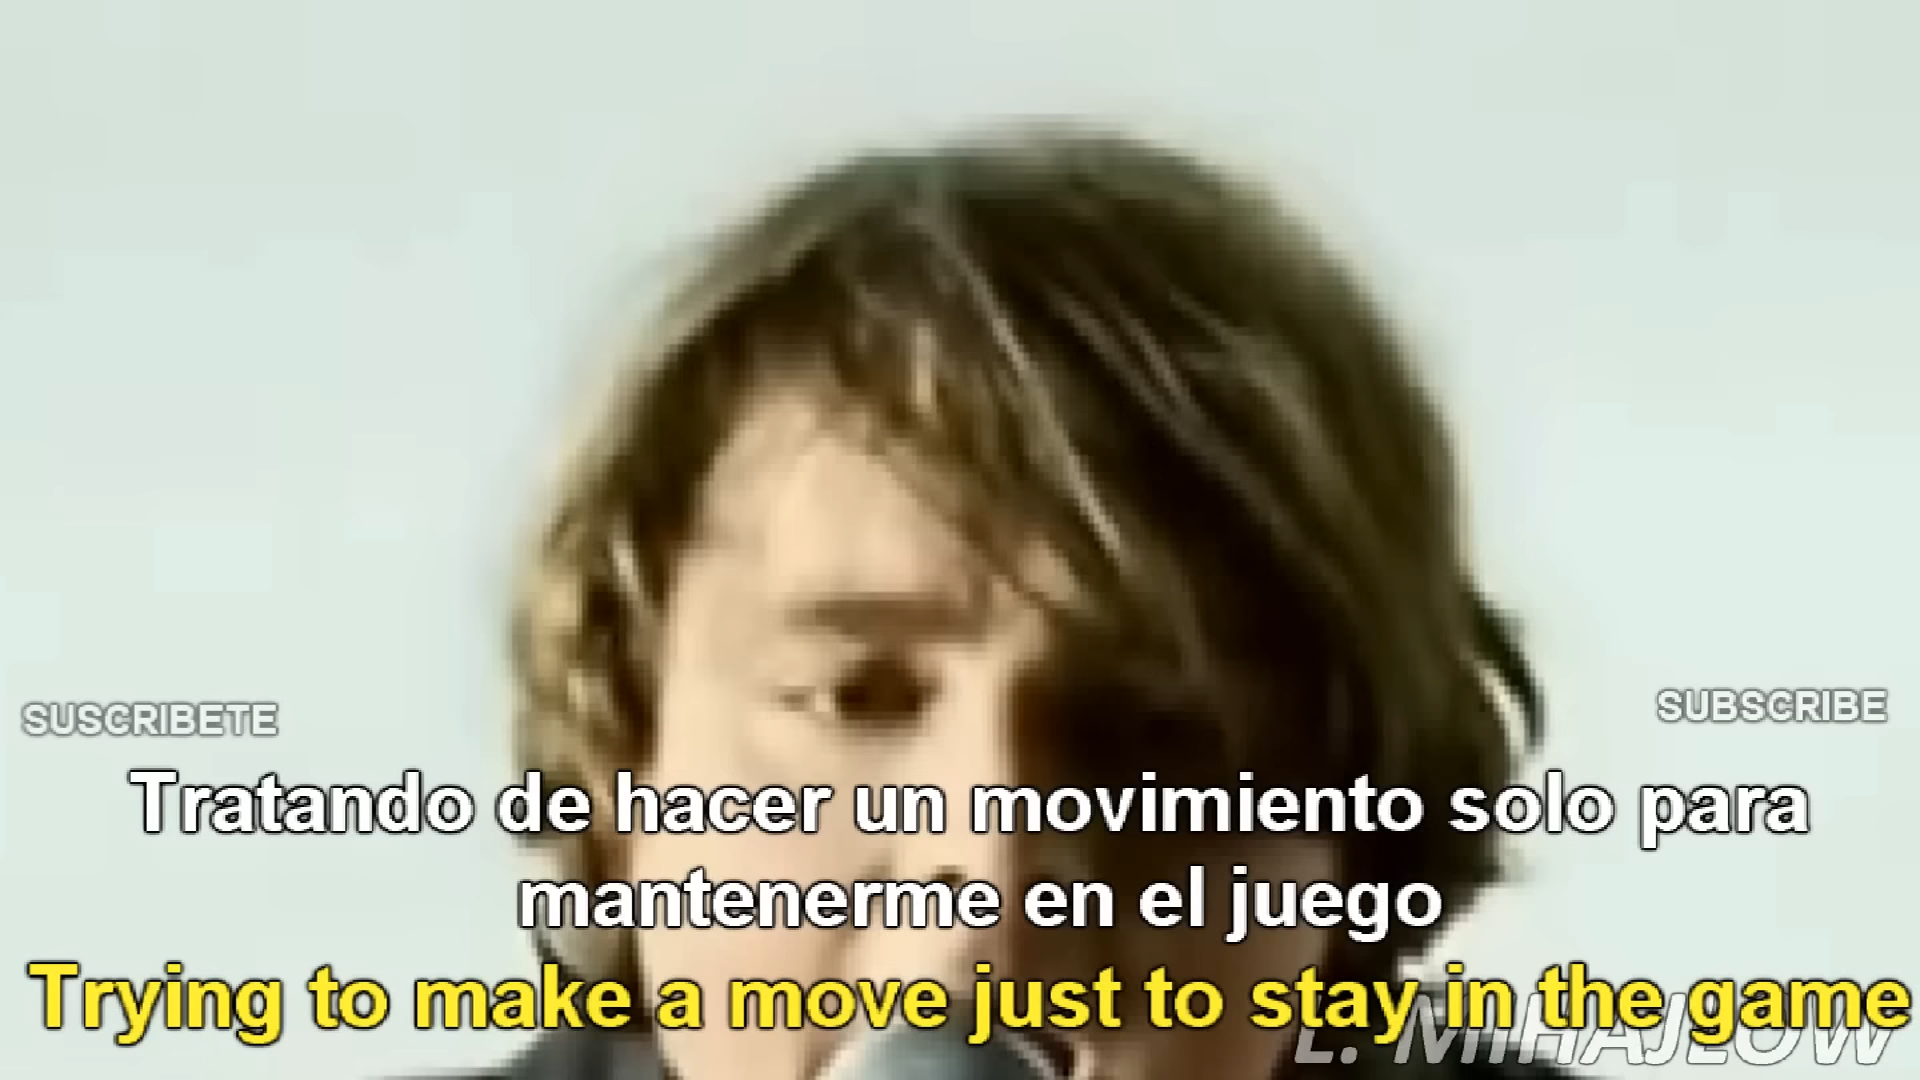 SUSCRIBETE
SUBSCRIBE
Tratando de hacer un movimiento solo para
mantenerme en el juego
Trying to make a move just to stay in the game
L. MIHAJLOW